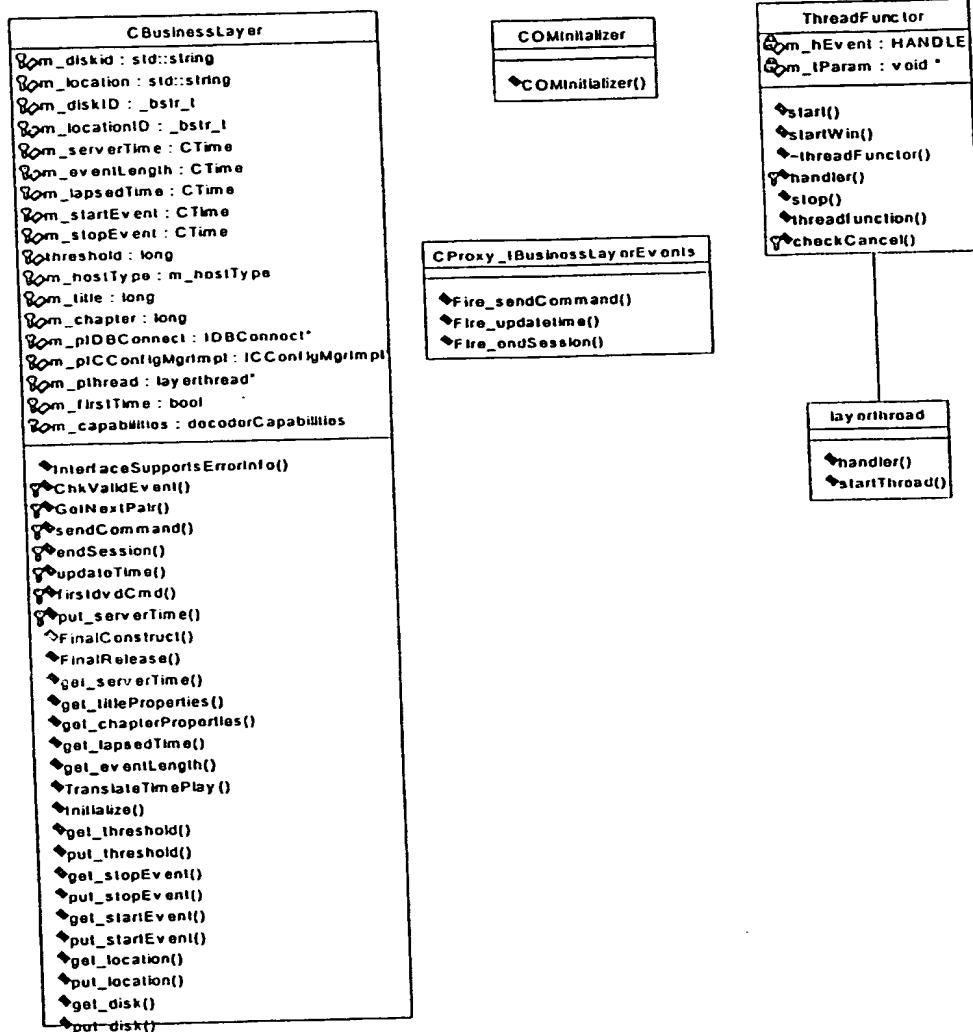 CBusinessLayer
m_diskid : std::string
m_location : std::string
m_diskID : _bstr_t
m_locationID : _bstr_t
m_serverTime : CTime
m_eventLength : CTime
m_lapsedTime : CTime
m_startEvent : CTime
m_stopEvent : CTime
threshold : long
m_hostType : m_hostType
m_title : long
m_chapter : long
m_pIDBConnect : IDBConnect*
m_pICConfigMgrImpl : ICConfigMgrImpl
m_pthread : layerthread*
m_firstTime : bool
m_capabilities : decoderCapabilities
InterfaceSupportsErrorInfo()
ChkValidEvent()
GetNextPair()
sendCommand()
endSession()
updateTime()
firstdvdCmd()
put_serverTime()
FinalConstruct()
FinalRelease()
get_serverTime()
get_titleProperties()
get_chapterProperties()
get_lapsedTime()
get_eventLength()
TranslateTimePlay()
Initialize()
get_threshold()
put_threshold()
get_stopEvent()
put_stopEvent()
get_startEvent()
put_startEvent()
get_location()
put_location()
get_disk()
put_disk()
COMInitializer
COMInitializer()
CProxy_IBusinessLayerEvents
Fire_sendCommand()
Fire_updatetime()
Fire_endSession()
ThreadFunctor
m_hEvent : HANDLE
m_tParam : void *
start()
startWin()
~threadFunctor()
handler()
stop()
threadfunction()
checkCancel()
layerthread
handler()
startThread()